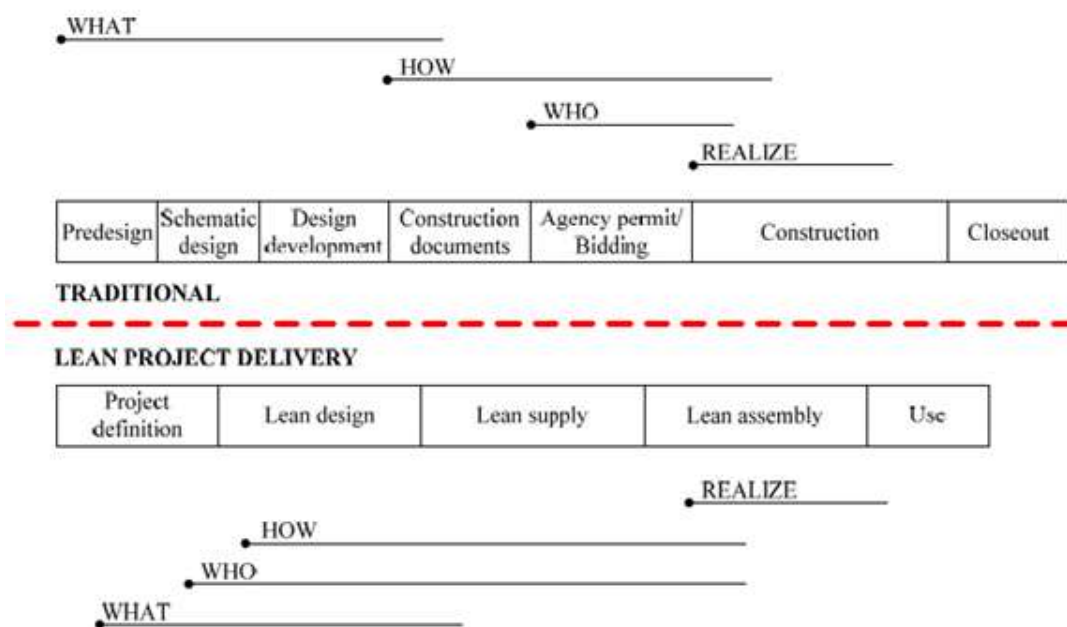 WHAT
HOW
WHO
REALIZE
Predesign
Schematic
design
Design
development
Construction
documents
Agency permit/
Bidding
Construction
Closeout
TRADITIONAL
LEAN PROJECT DELIVERY
Project
definition
Lean design
Lean supply
Lean assembly
Use
REALIZE
HOW
WHO
WHAT